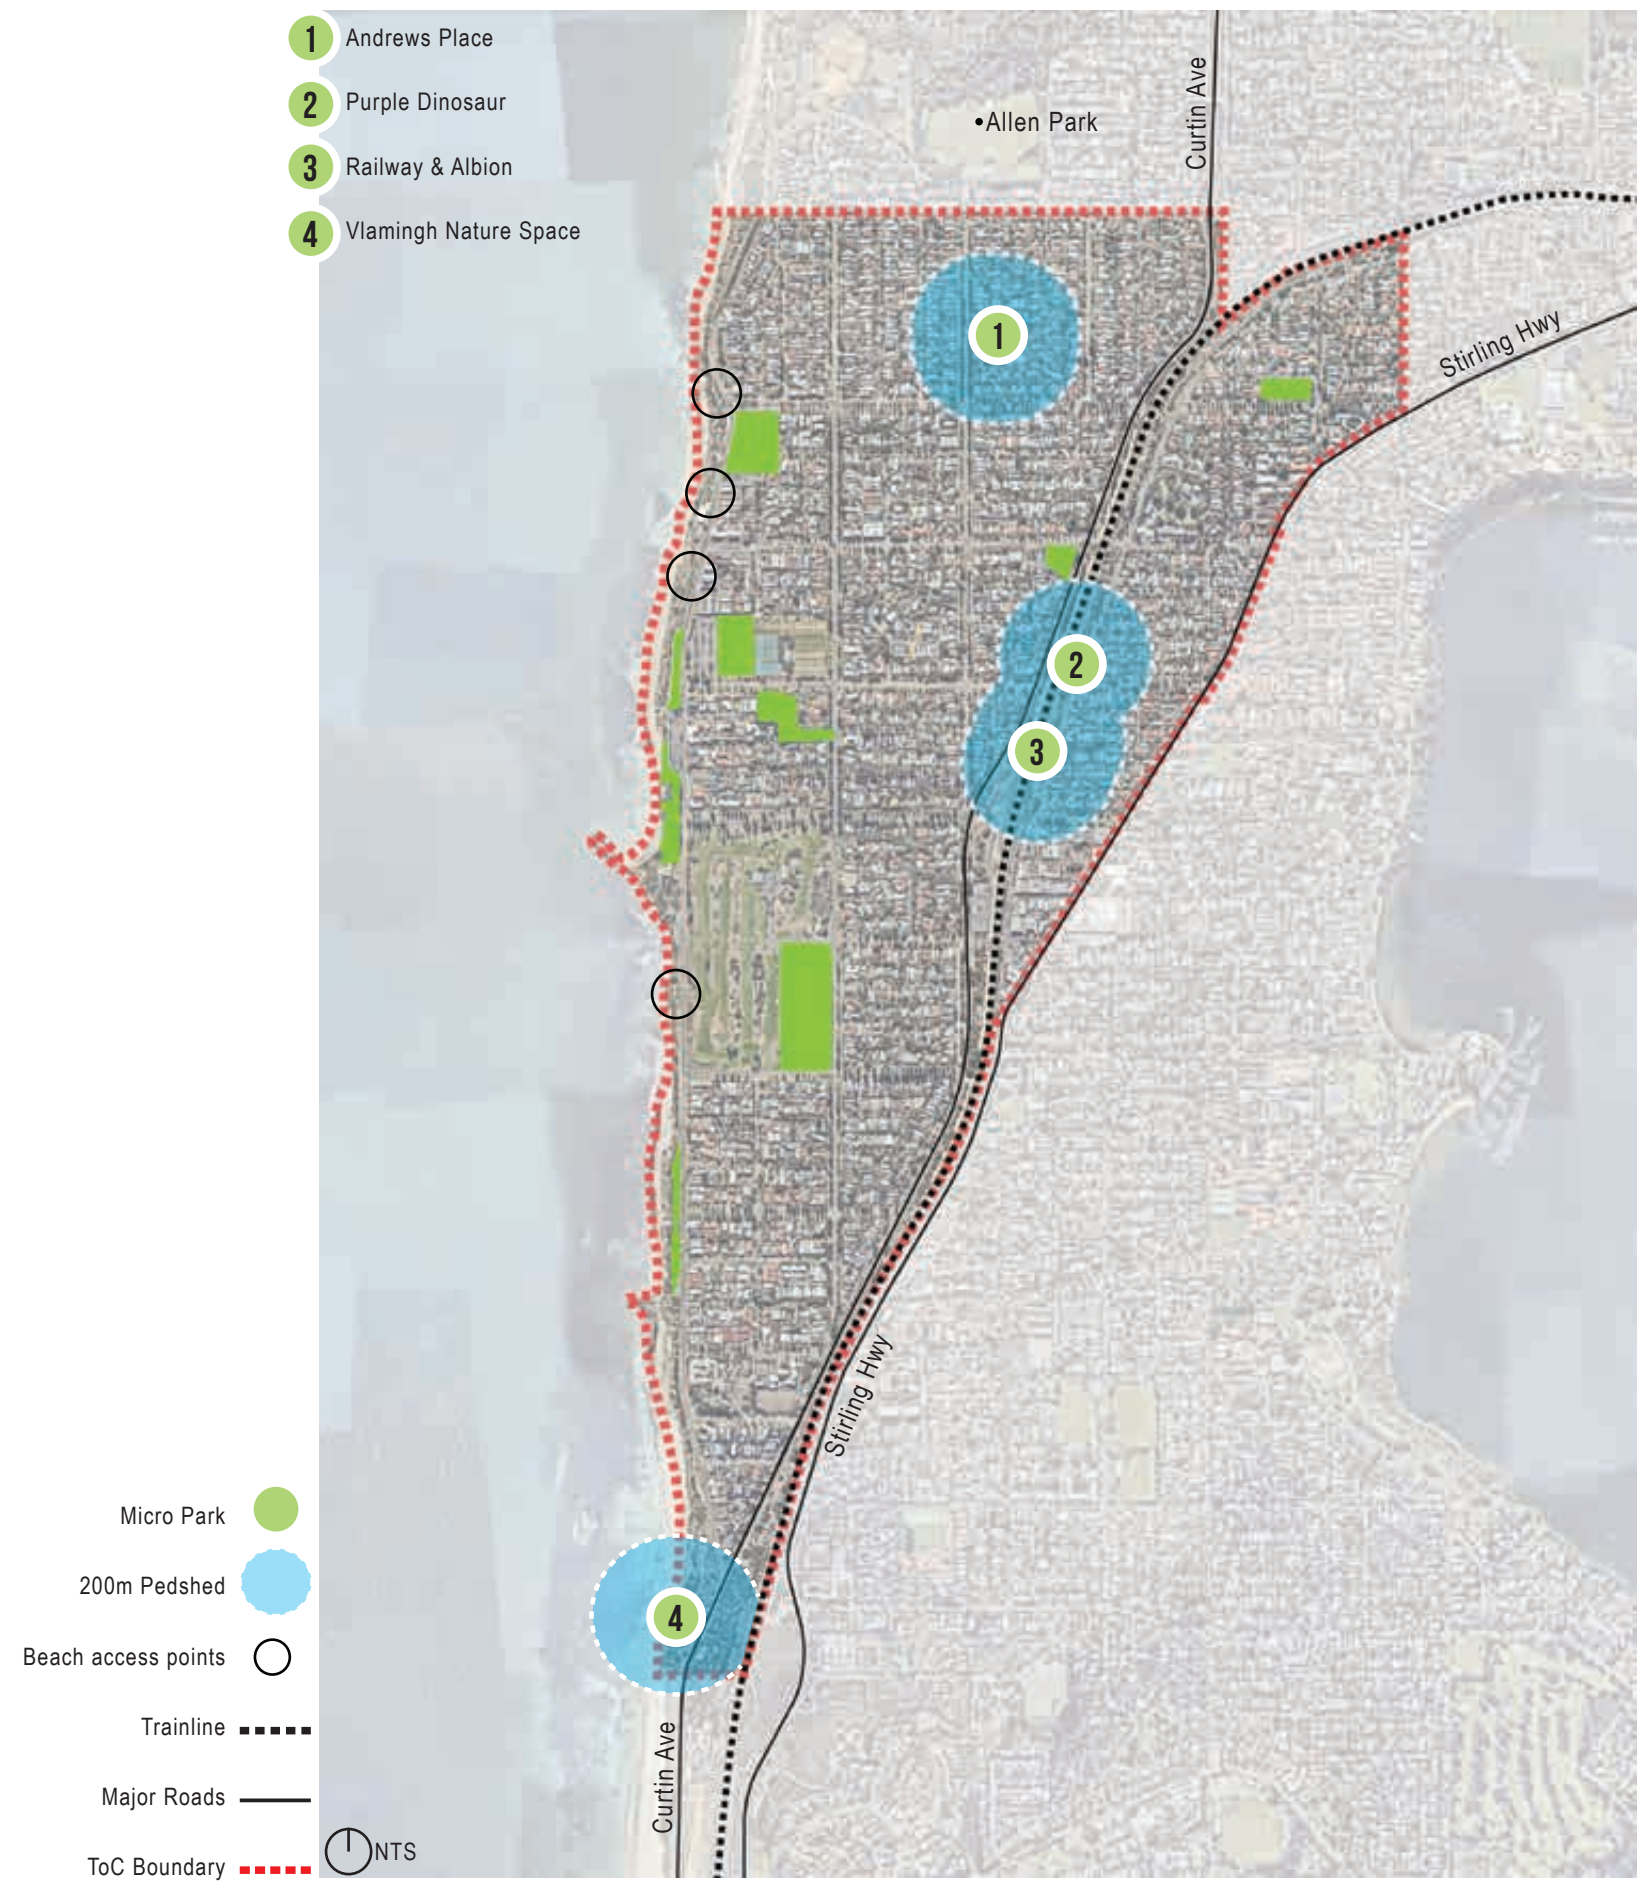 1 Andrews Place
2 Purple Dinosaur
3 Railway & Albion
4 Vlamingh Nature Space
•Allen Park
Curtin Ave
Stirling Hwy
1
2
3
Stirling Hwy
4
Curtin Ave
Micro Park
200m Pedshed
Beach access points
Trainline
Major Roads
ToC Boundary
NTS